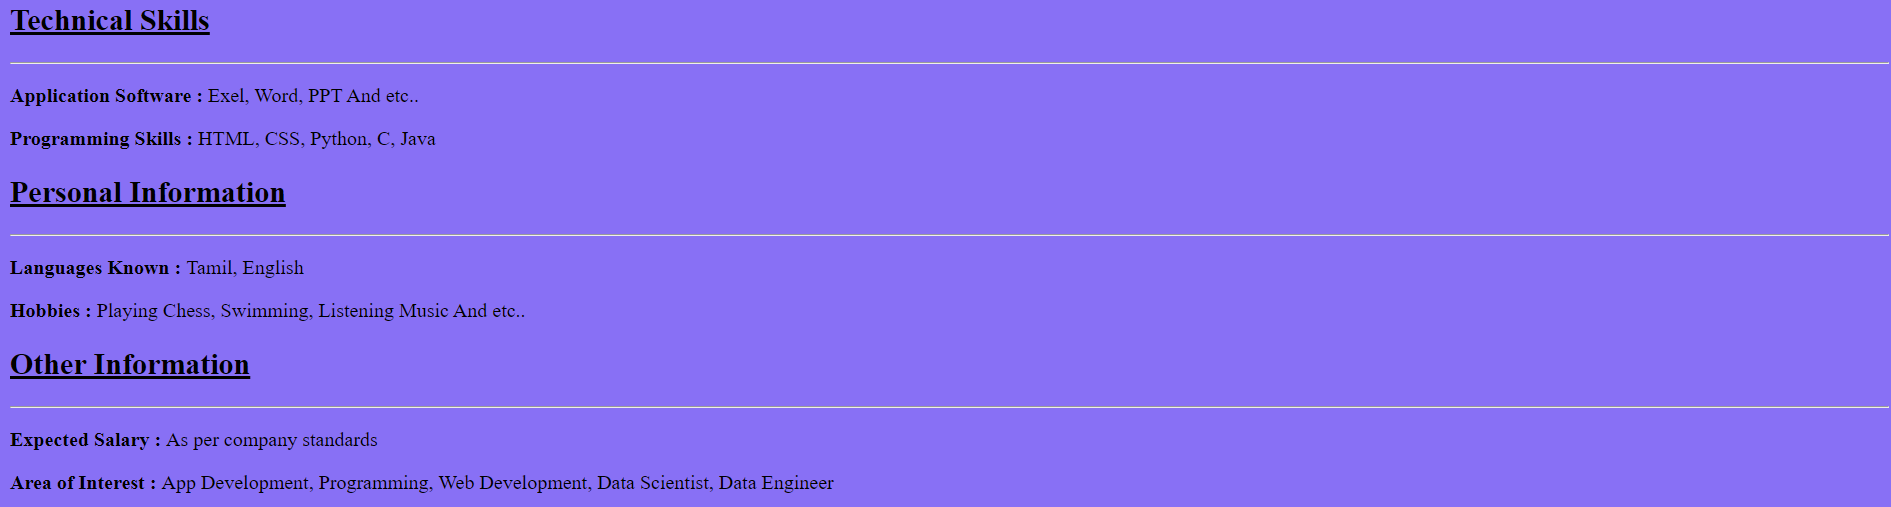 Technical Skills
Application Software : Exel, Word, PPT And etc..
Programming Skills : HTML, CSS, Python, C, Java
Personal Information
Languages Known : Tamil, English
Hobbies : Playing Chess, Swimming, Listening Music And etc..
Other Information
Expected Salary : As per company standards
Area of Interest : App Development, Programming, Web Development, Data Scientist, Data Engineer